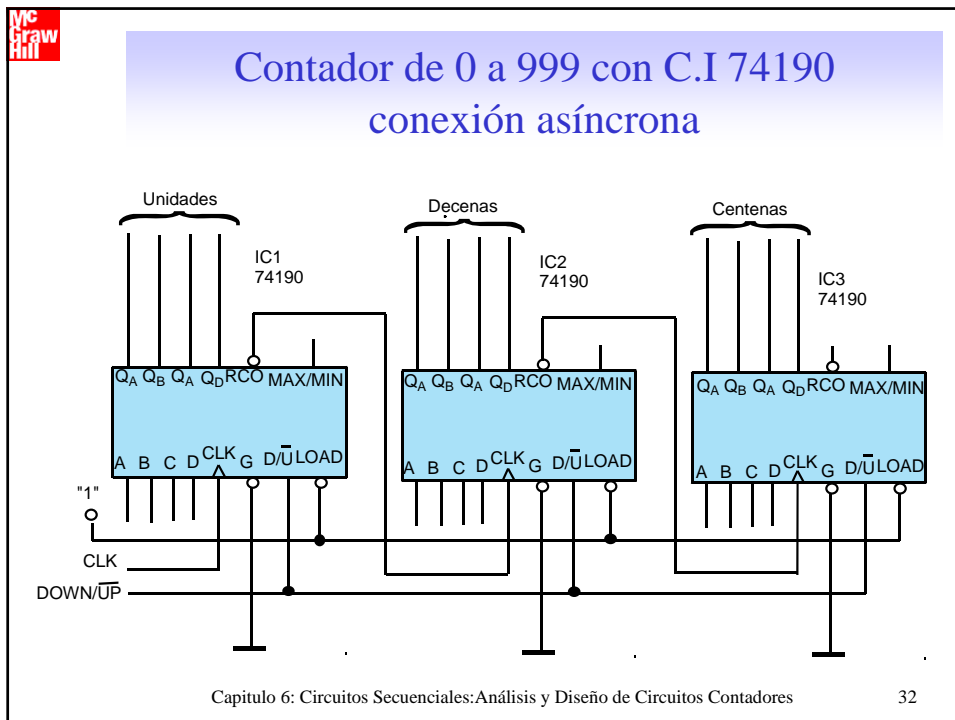 Mc
Graw
Hill
Contador de 0 a 999 con C.I 74190
conexión asíncrona
Unidades
Decenas
Centenas
IC1
74190
IC2
74190
IC3
74190
QA QB QA QD RCO MAX/MIN
QA QB QA QD RCO MAX/MIN
QA QB QA QD RCO MAX/MIN
A B C D CLK G D/U̅ LOAD
A B C D CLK G D/U̅ LOAD
A B C D CLK G D/U̅ LOAD
"1"
CLK
DOWN/U̅P̅
Capitulo 6: Circuitos Secuenciales:Análisis y Diseño de Circuitos Contadores 32